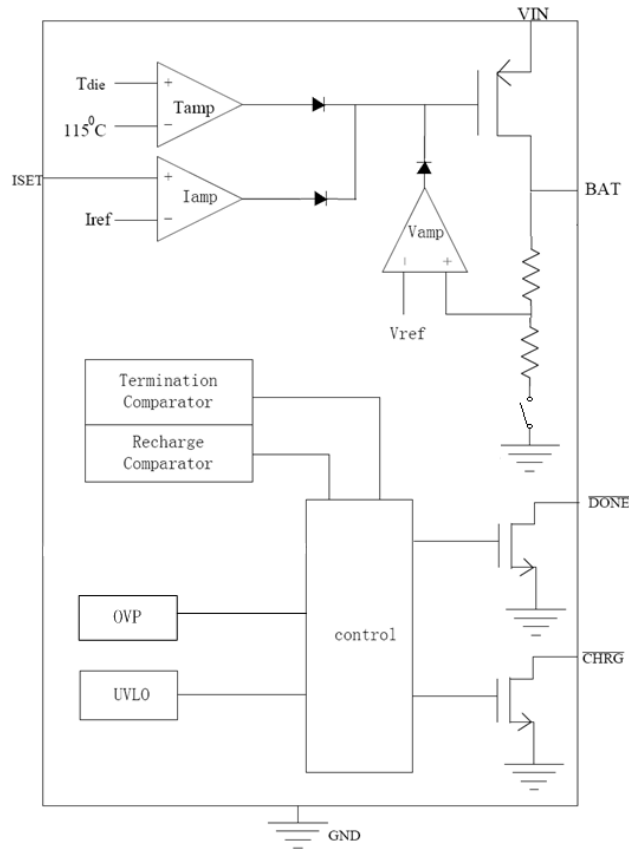 VIN
Tdie
+
Tamp
115⁰C
−
ISET
+
Iamp
Iref
−
BAT
Vamp
− +
Vref
Termination
Comparator
Recharge
Comparator
DONE
OVP
control
CHRG
UVLO
GND